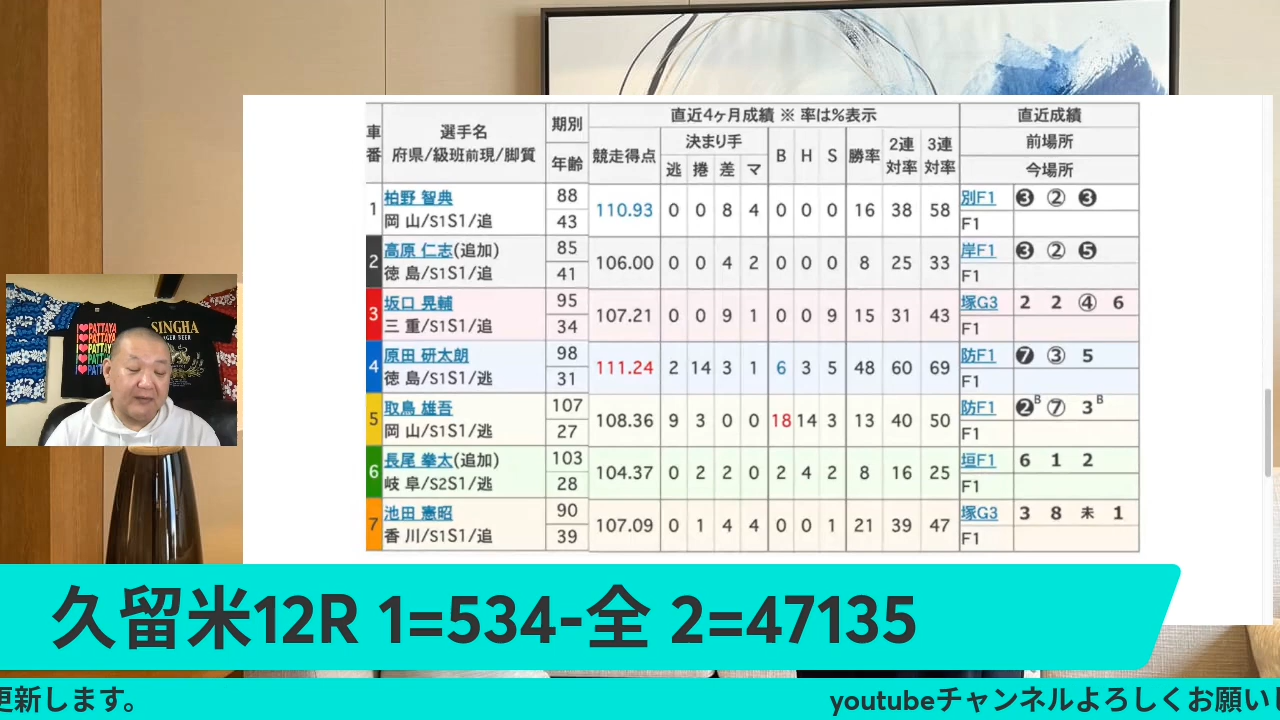 車番
選手名
府県/級班前現/脚質
期別
年齢
直近4ヶ月成績 ※ 率は%表示
競走得点
決まり手
逃 捲 差 マ
B H S 勝率 2連対率 3連対率
直近成績
前場所
今場所
1 柏野 智典 88 110.93 0 0 8 4 0 0 0 16 38 58 別F1 ❸ ② ❸
岡 山/S1S1/追 43 F1
2 高原 仁志(追加) 85 106.00 0 0 4 2 0 0 0 8 25 33 岸F1 ❸ ② ❺
徳 島/S1S1/追 41 F1
3 坂口 晃輔 95 107.21 0 0 9 1 0 0 9 15 31 43 塚G3 2 2 ④ 6
三 重/S1S1/追 34 F1
4 原田 研太朗 98 111.24 2 14 3 1 6 3 5 48 60 69 防F1 ❼ ③ 5
徳 島/S1S1/逃 31 F1
5 取鳥 雄吾 107 108.36 9 3 0 0 18 14 3 13 40 50 防F1 ❷B ⑦ 3B
岡 山/S1S1/逃 27 F1
6 長尾 拳太(追加) 103 104.37 0 2 2 0 2 4 2 8 16 25 垣F1 6 1 2
岐 阜/S2S1/逃 28 F1
7 池田 憲昭 90 107.09 0 1 4 4 0 0 1 21 39 47 塚G3 3 8 未 1
香 川/S1S1/追 39 F1
PATTAYA
PATTAYA
PATTAYA
SINGHA
LAGER BEER
久留米12R 1=534-全 2=47135
更新します。 youtubeチャンネルよろしくお願いし